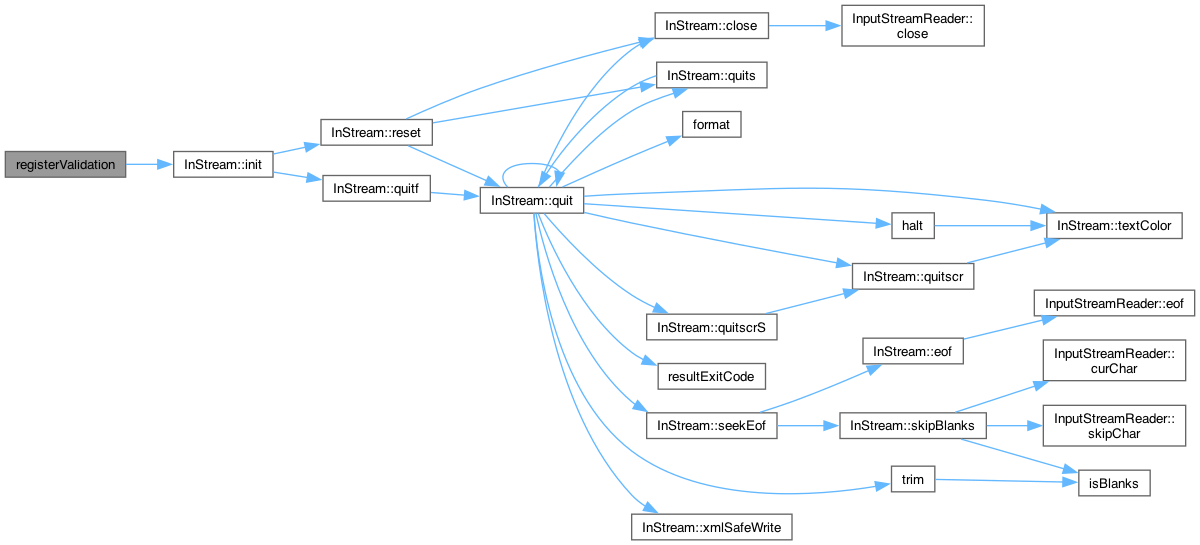 registerValidation
InStream::init
InStream::reset
InStream::quitf
InStream::quit
InStream::close
InputStreamReader::
close
InStream::quits
format
halt
InStream::textColor
InStream::quitscr
InStream::quitscrS
resultExitCode
InStream::seekEof
InStream::eof
InputStreamReader::eof
InStream::skipBlanks
InputStreamReader::
curChar
InputStreamReader::
skipChar
trim
isBlanks
InStream::xmlSafeWrite